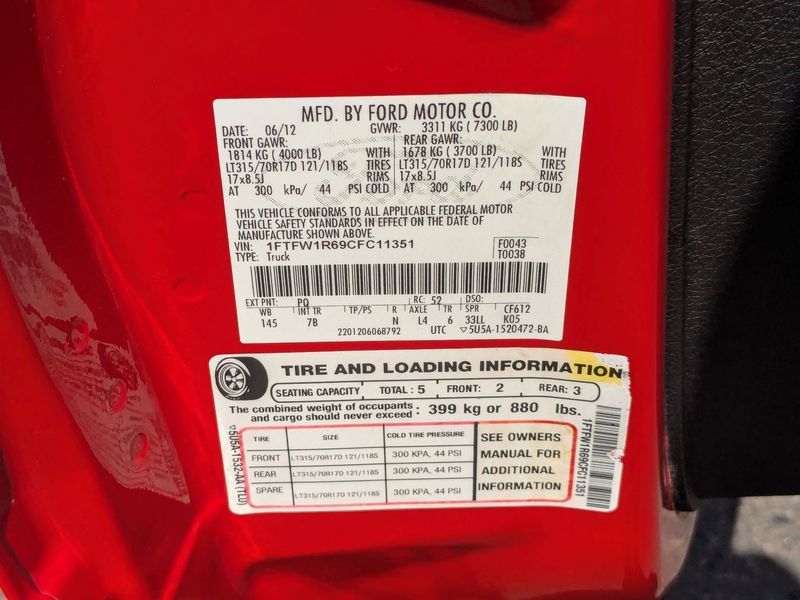 MFD. BY FORD MOTOR CO.
DATE: 06/12 GVWR: 3311 KG ( 7300 LB)
FRONT GAWR: REAR GAWR:
1814 KG ( 4000 LB) WITH 1678 KG ( 3700 LB) WITH
LT315/70R17D 121/118S TIRES LT315/70R17D 121/118S TIRES
17x8.5J RIMS 17x8.5J RIMS
AT 300 kPa/ 44 PSI COLD AT 300 kPa/ 44 PSI COLD
THIS VEHICLE CONFORMS TO ALL APPLICABLE FEDERAL MOTOR
VEHICLE SAFETY STANDARDS IN EFFECT ON THE DATE OF
MANUFACTURE SHOWN ABOVE.
VIN: 1FTFW1R69CFC11351 F0043
TYPE: Truck T0038
EXT PNT: PQ RC: 52 DSO:
WB INT TR TP/PS R AXLE TR SPR CF612
145 7B N L4 6 33LL K05
2201206068792 UTC ▽5U5A-1520472-BA
TIRE AND LOADING INFORMATION
SEATING CAPACITY TOTAL : 5 FRONT: 2 REAR: 3
The combined weight of occupants
and cargo should never exceed : 399 kg or 880 lbs.
TIRE SIZE COLD TIRE PRESSURE
FRONT LT315/70R17D 121/118S 300 KPA, 44 PSI
REAR LT315/70R17D 121/118S 300 KPA, 44 PSI
SPARE LT315/70R17D 121/118S 300 KPA, 44 PSI
SEE OWNERS
MANUAL FOR
ADDITIONAL
INFORMATION
▽5U5A-1532-AA (TLU)
1FTFW1R69CFC11351